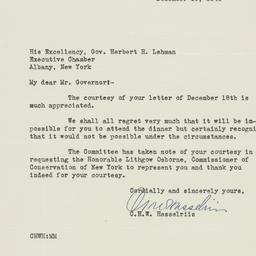 His Excellency, Gov. Herbert H. Lehman
Executive Chamber
Albany, New York
My dear Mr. Governor:-
The courtesy of your letter of December 18th is
much appreciated.
We shall all regret very much that it will be im-
possible for you to attend the dinner but certainly recogni
that it would not be possible under the circumstances.
The Committee has taken note of your courtesy in
requesting the Honorable Lithgow Osborne, Commissioner of
Conservation of New York to represent you and thank you
indeed for your courtesy.
Cordially and sincerely yours,
C.H.W. Hasselriis
CHWH:MM